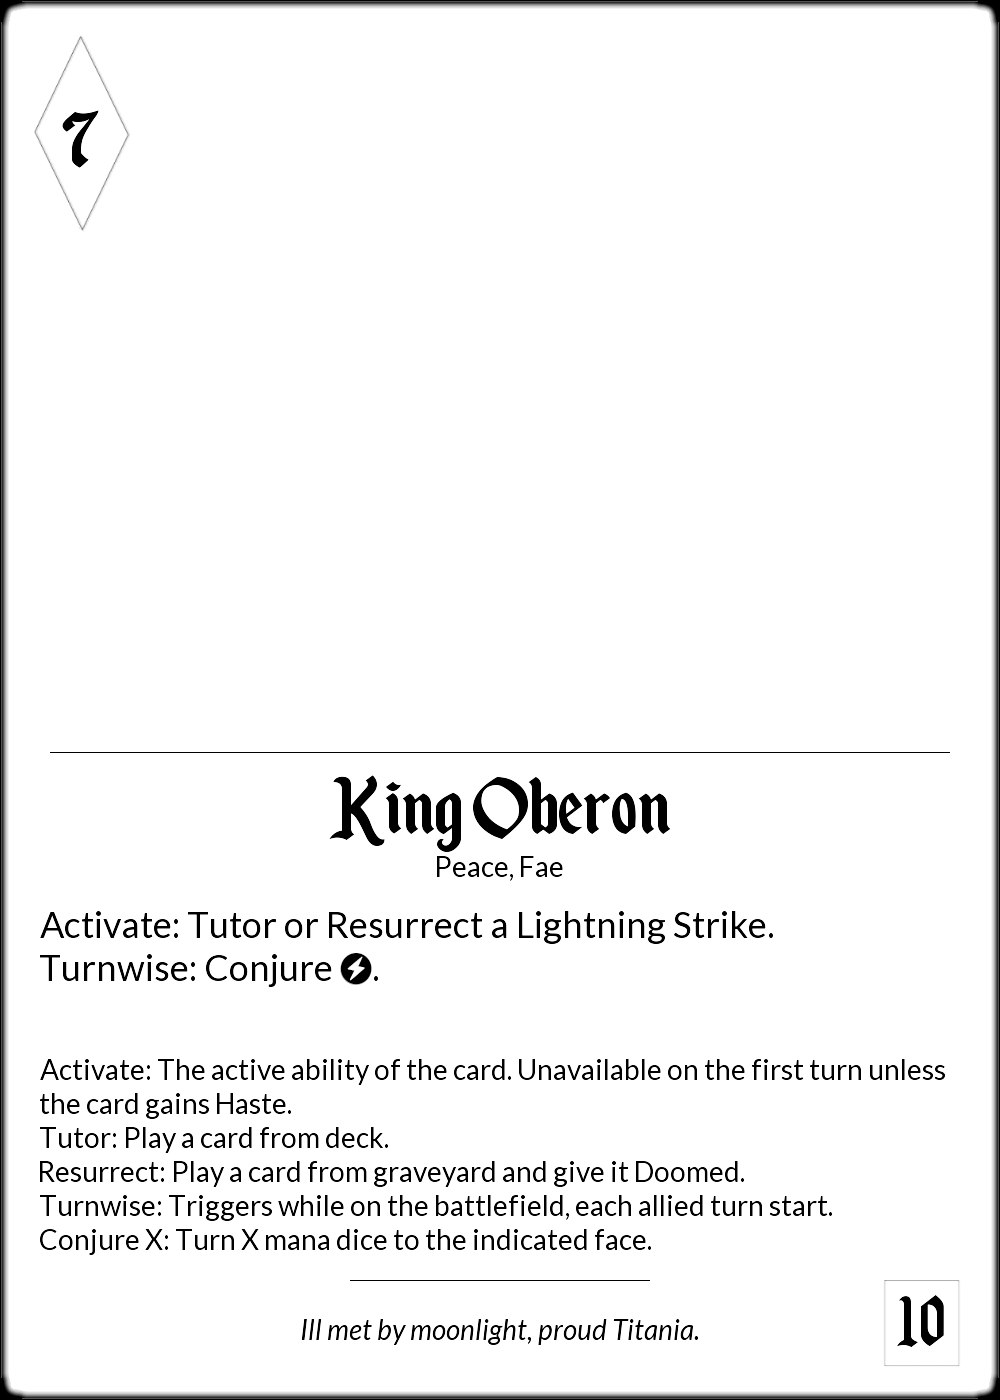 7
King Oberon
Peace, Fae
Activate: Tutor or Resurrect a Lightning Strike.
Turnwise: Conjure ⚡.
Activate: The active ability of the card. Unavailable on the first turn unless
the card gains Haste.
Tutor: Play a card from deck.
Resurrect: Play a card from graveyard and give it Doomed.
Turnwise: Triggers while on the battlefield, each allied turn start.
Conjure X: Turn X mana dice to the indicated face.
Ill met by moonlight, proud Titania.
10